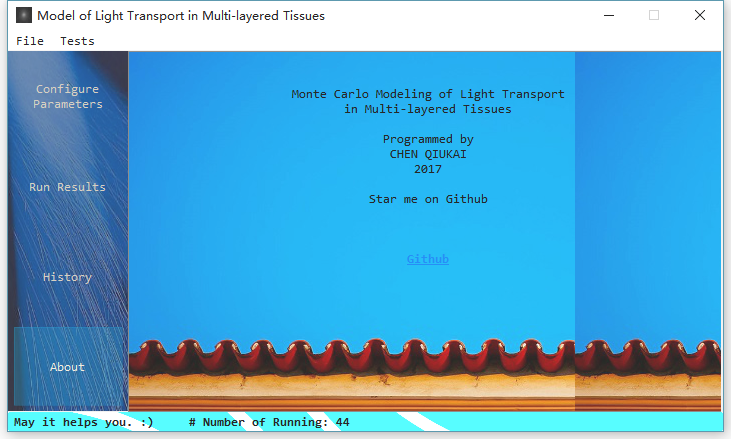 Model of Light Transport in Multi-layered Tissues
File Tests
Configure
Parameters
Run Results
History
About
Monte Carlo Modeling of Light Transport
in Multi-layered Tissues
Programmed by
CHEN QIUKAI
2017
Star me on Github
Github
May it helps you. :) # Number of Running: 44